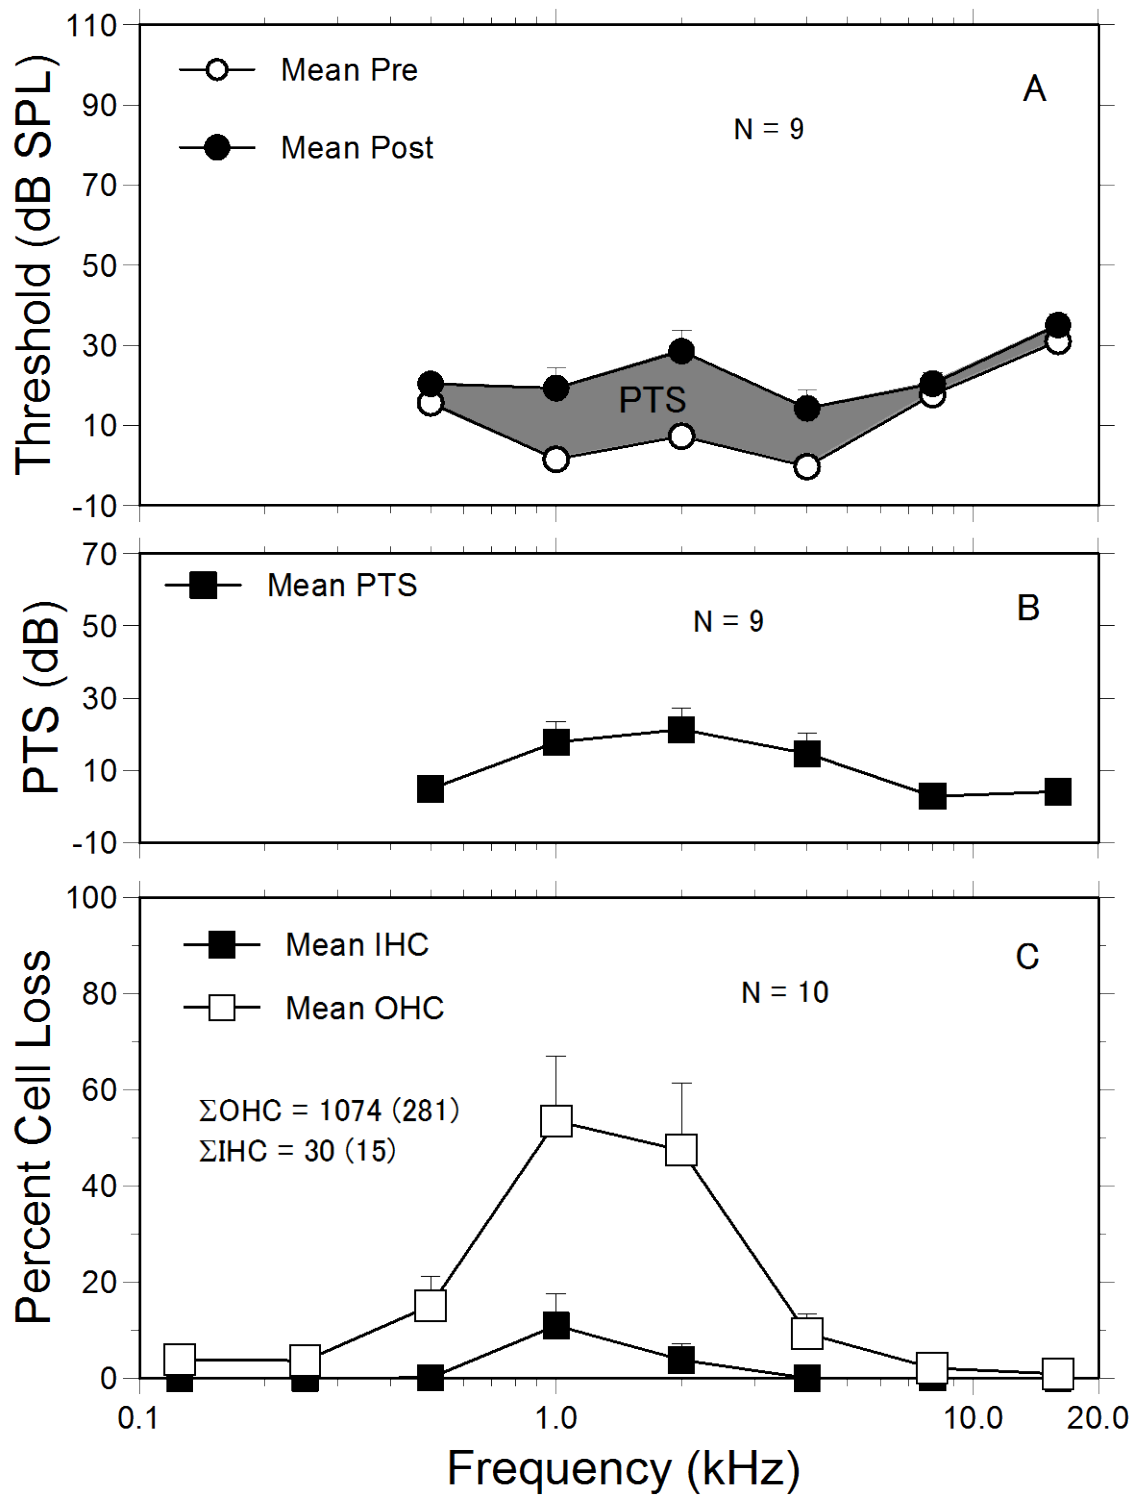 110
90
70
50
30
10
-10
Threshold (dB SPL)
Mean Pre
Mean Post
N = 9
A
PTS
70
50
30
10
-10
PTS (dB)
Mean PTS
N = 9
B
100
80
60
40
20
0
Percent Cell Loss
Mean IHC
Mean OHC
N = 10
C
ΣOHC = 1074 (281)
ΣIHC = 30 (15)
0.1 1.0 10.0 20.0
Frequency (kHz)